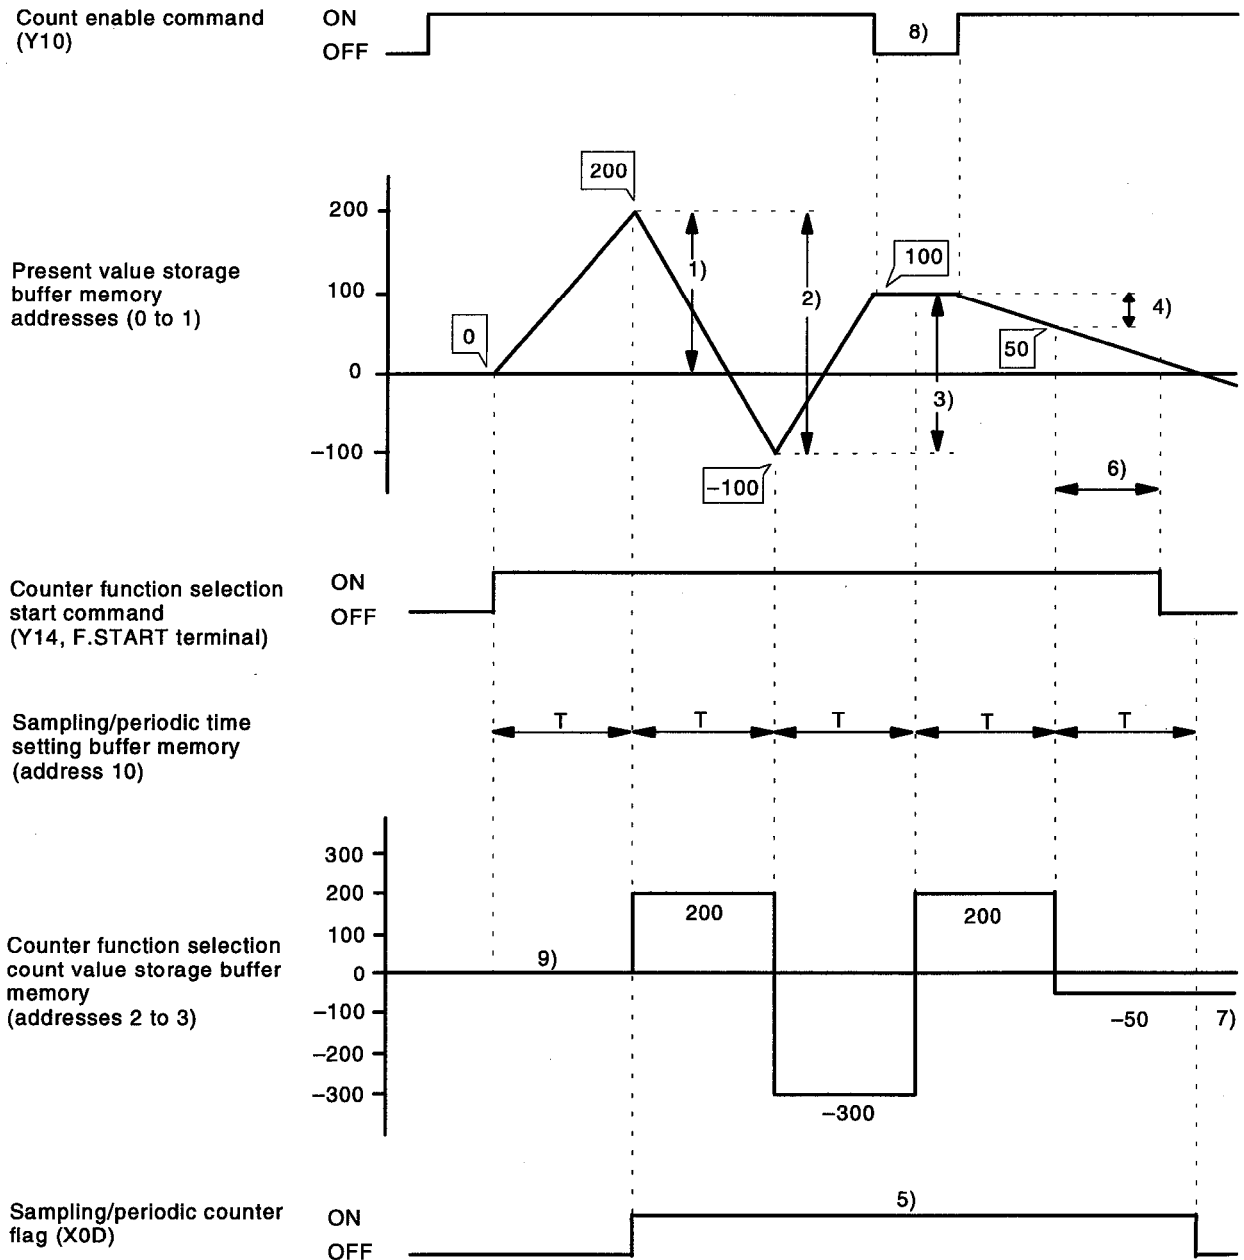 Count enable command
(Y10)
ON
OFF
8)
Present value storage
buffer memory
addresses (0 to 1)
200
100
0
−100
0
200
1)
2)
−100
100
3)
4)
50
6)
Counter function selection
start command
(Y14, F.START terminal)
ON
OFF
Sampling/periodic time
setting buffer memory
(address 10)
T
T
T
T
T
Counter function selection
count value storage buffer
memory
(addresses 2 to 3)
300
200
100
0
−100
−200
−300
9)
200
−300
200
−50
7)
Sampling/periodic counter
flag (X0D)
ON
OFF
5)